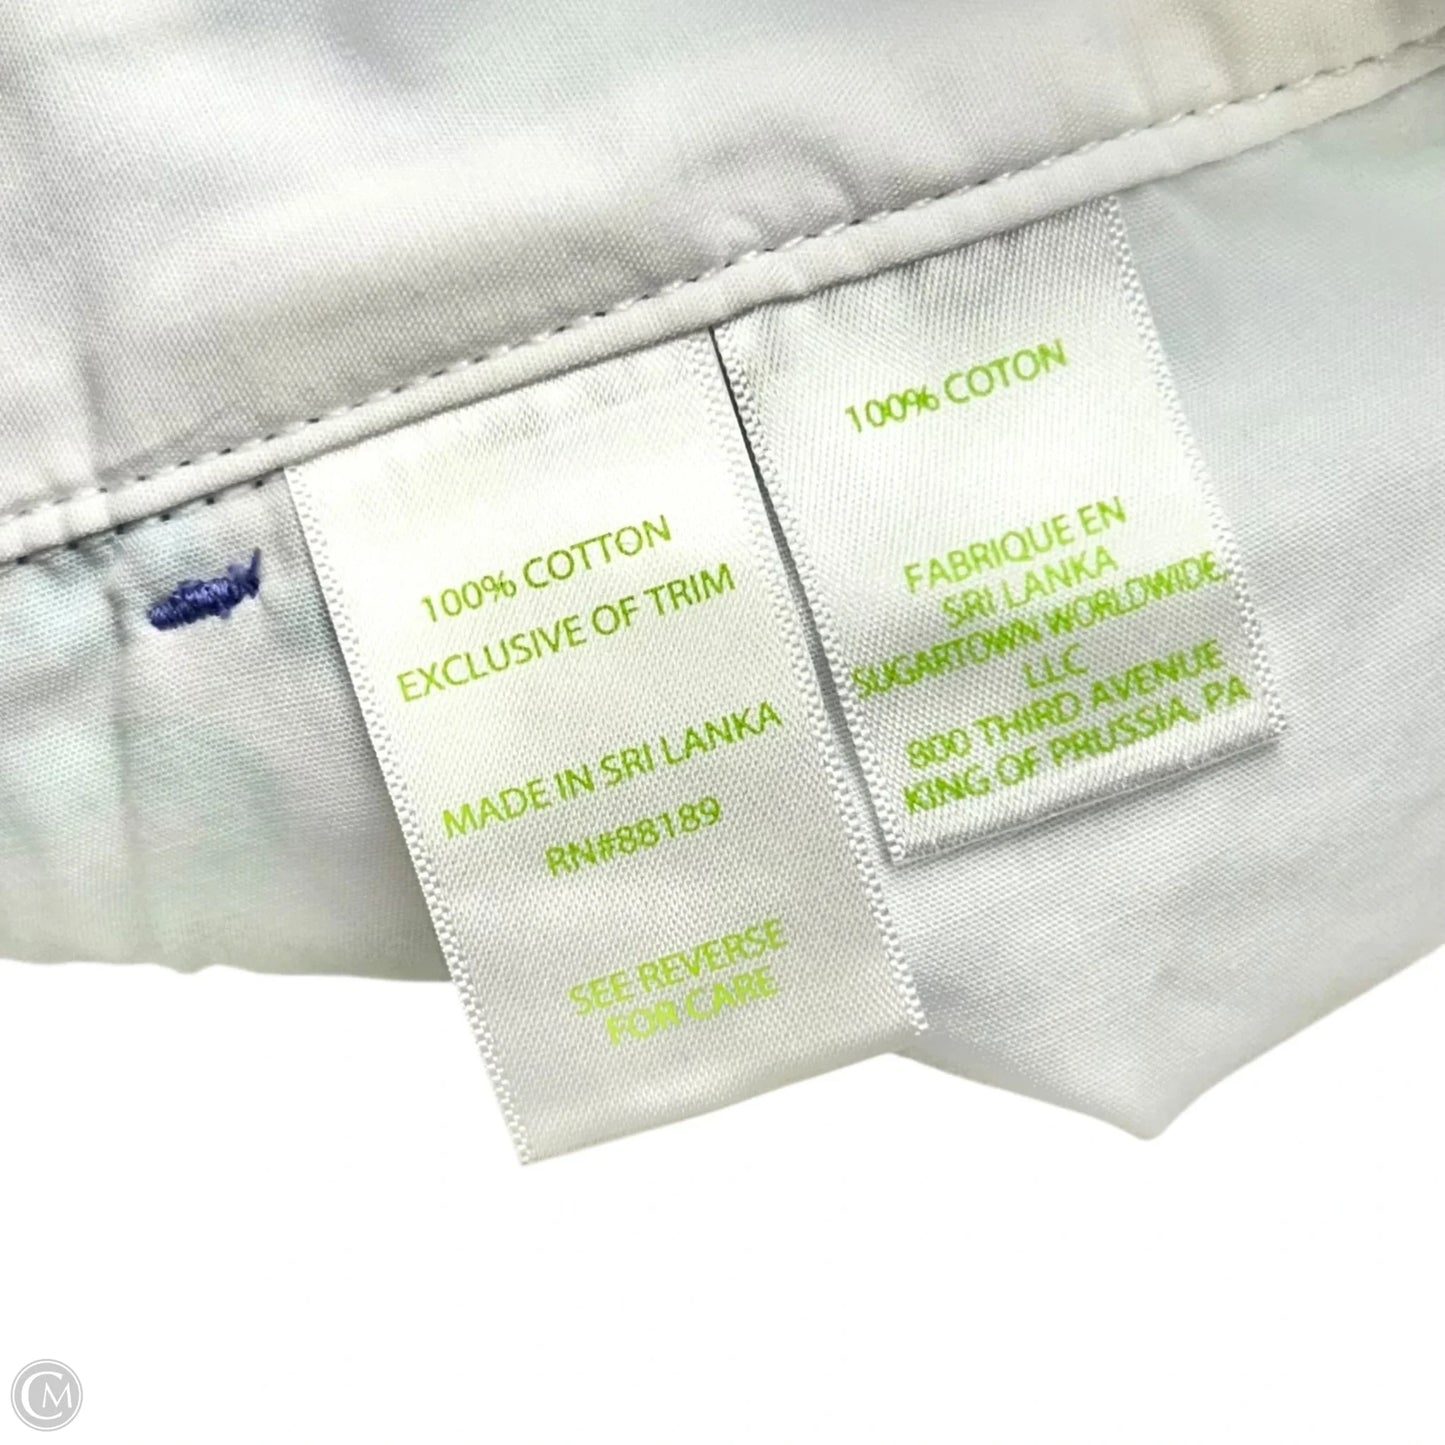 100% COTTON
EXCLUSIVE OF TRIM
MADE IN SRI LANKA
RN#88189
SEE REVERSE
FOR CARE
100% COTON
FABRIQUE EN
SRI LANKA
SUGARTOWN WORLDWIDE,
LLC
800 THIRD AVENUE
KING OF PRUSSIA, PA
CM